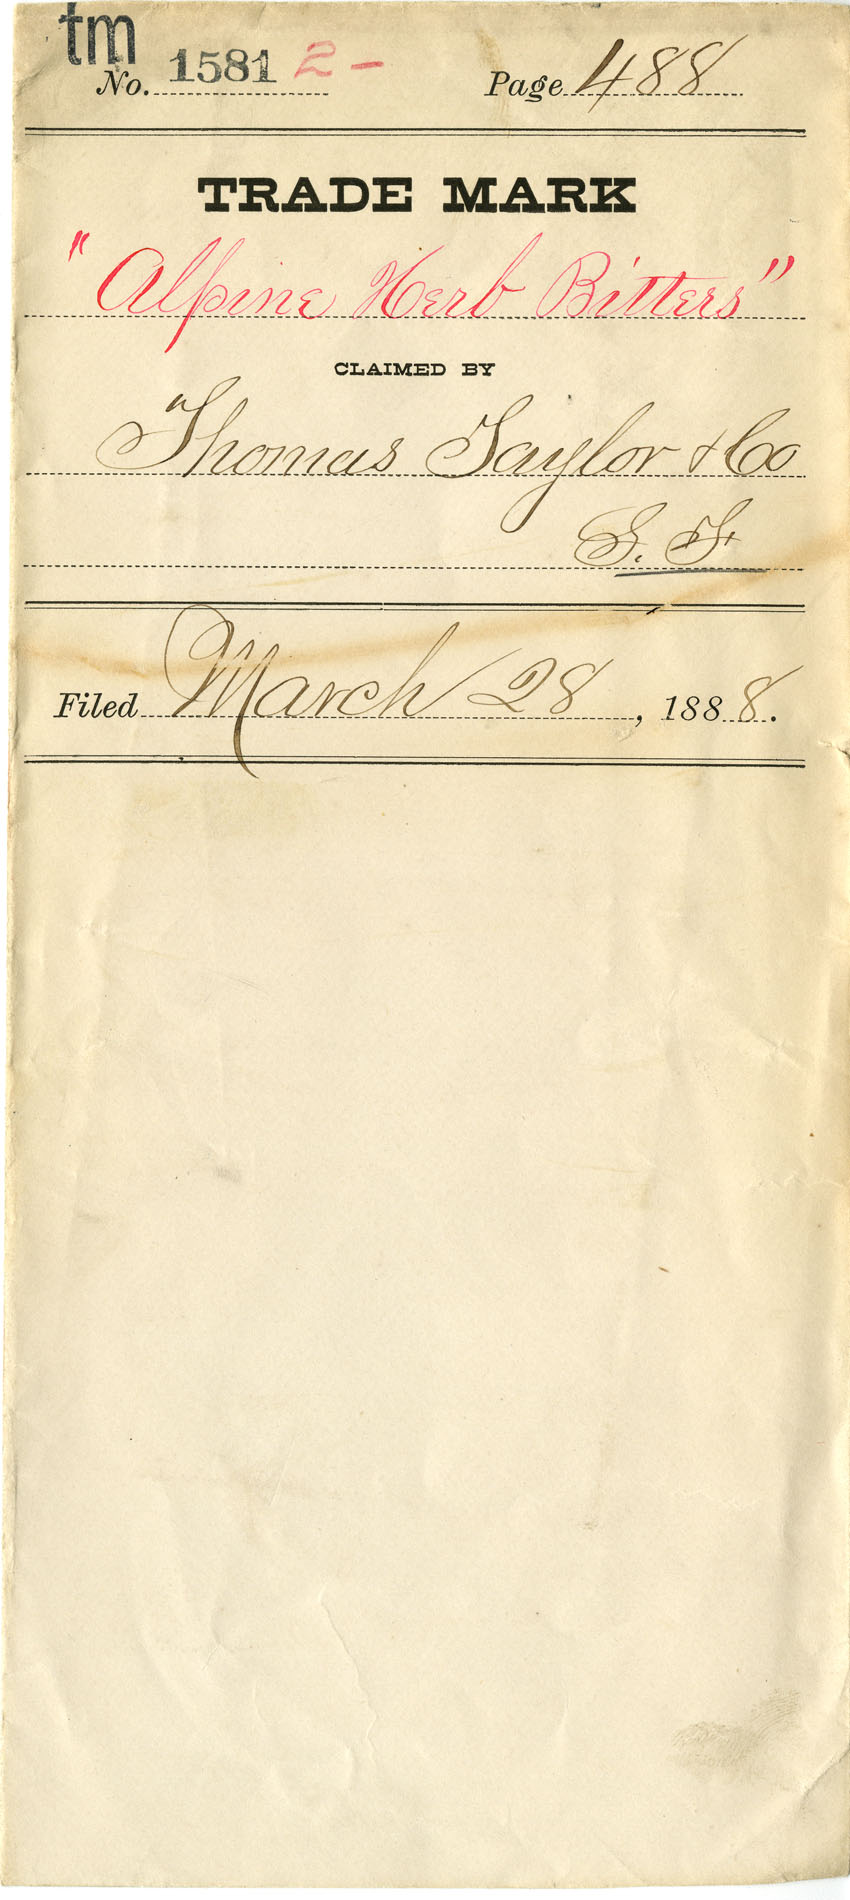 tm
No. 1581 2- Page 488
TRADE MARK
"Alpine Herb Bitters"
CLAIMED BY
Thomas Taylor & Co
S. F.
Filed March 28, 1888.